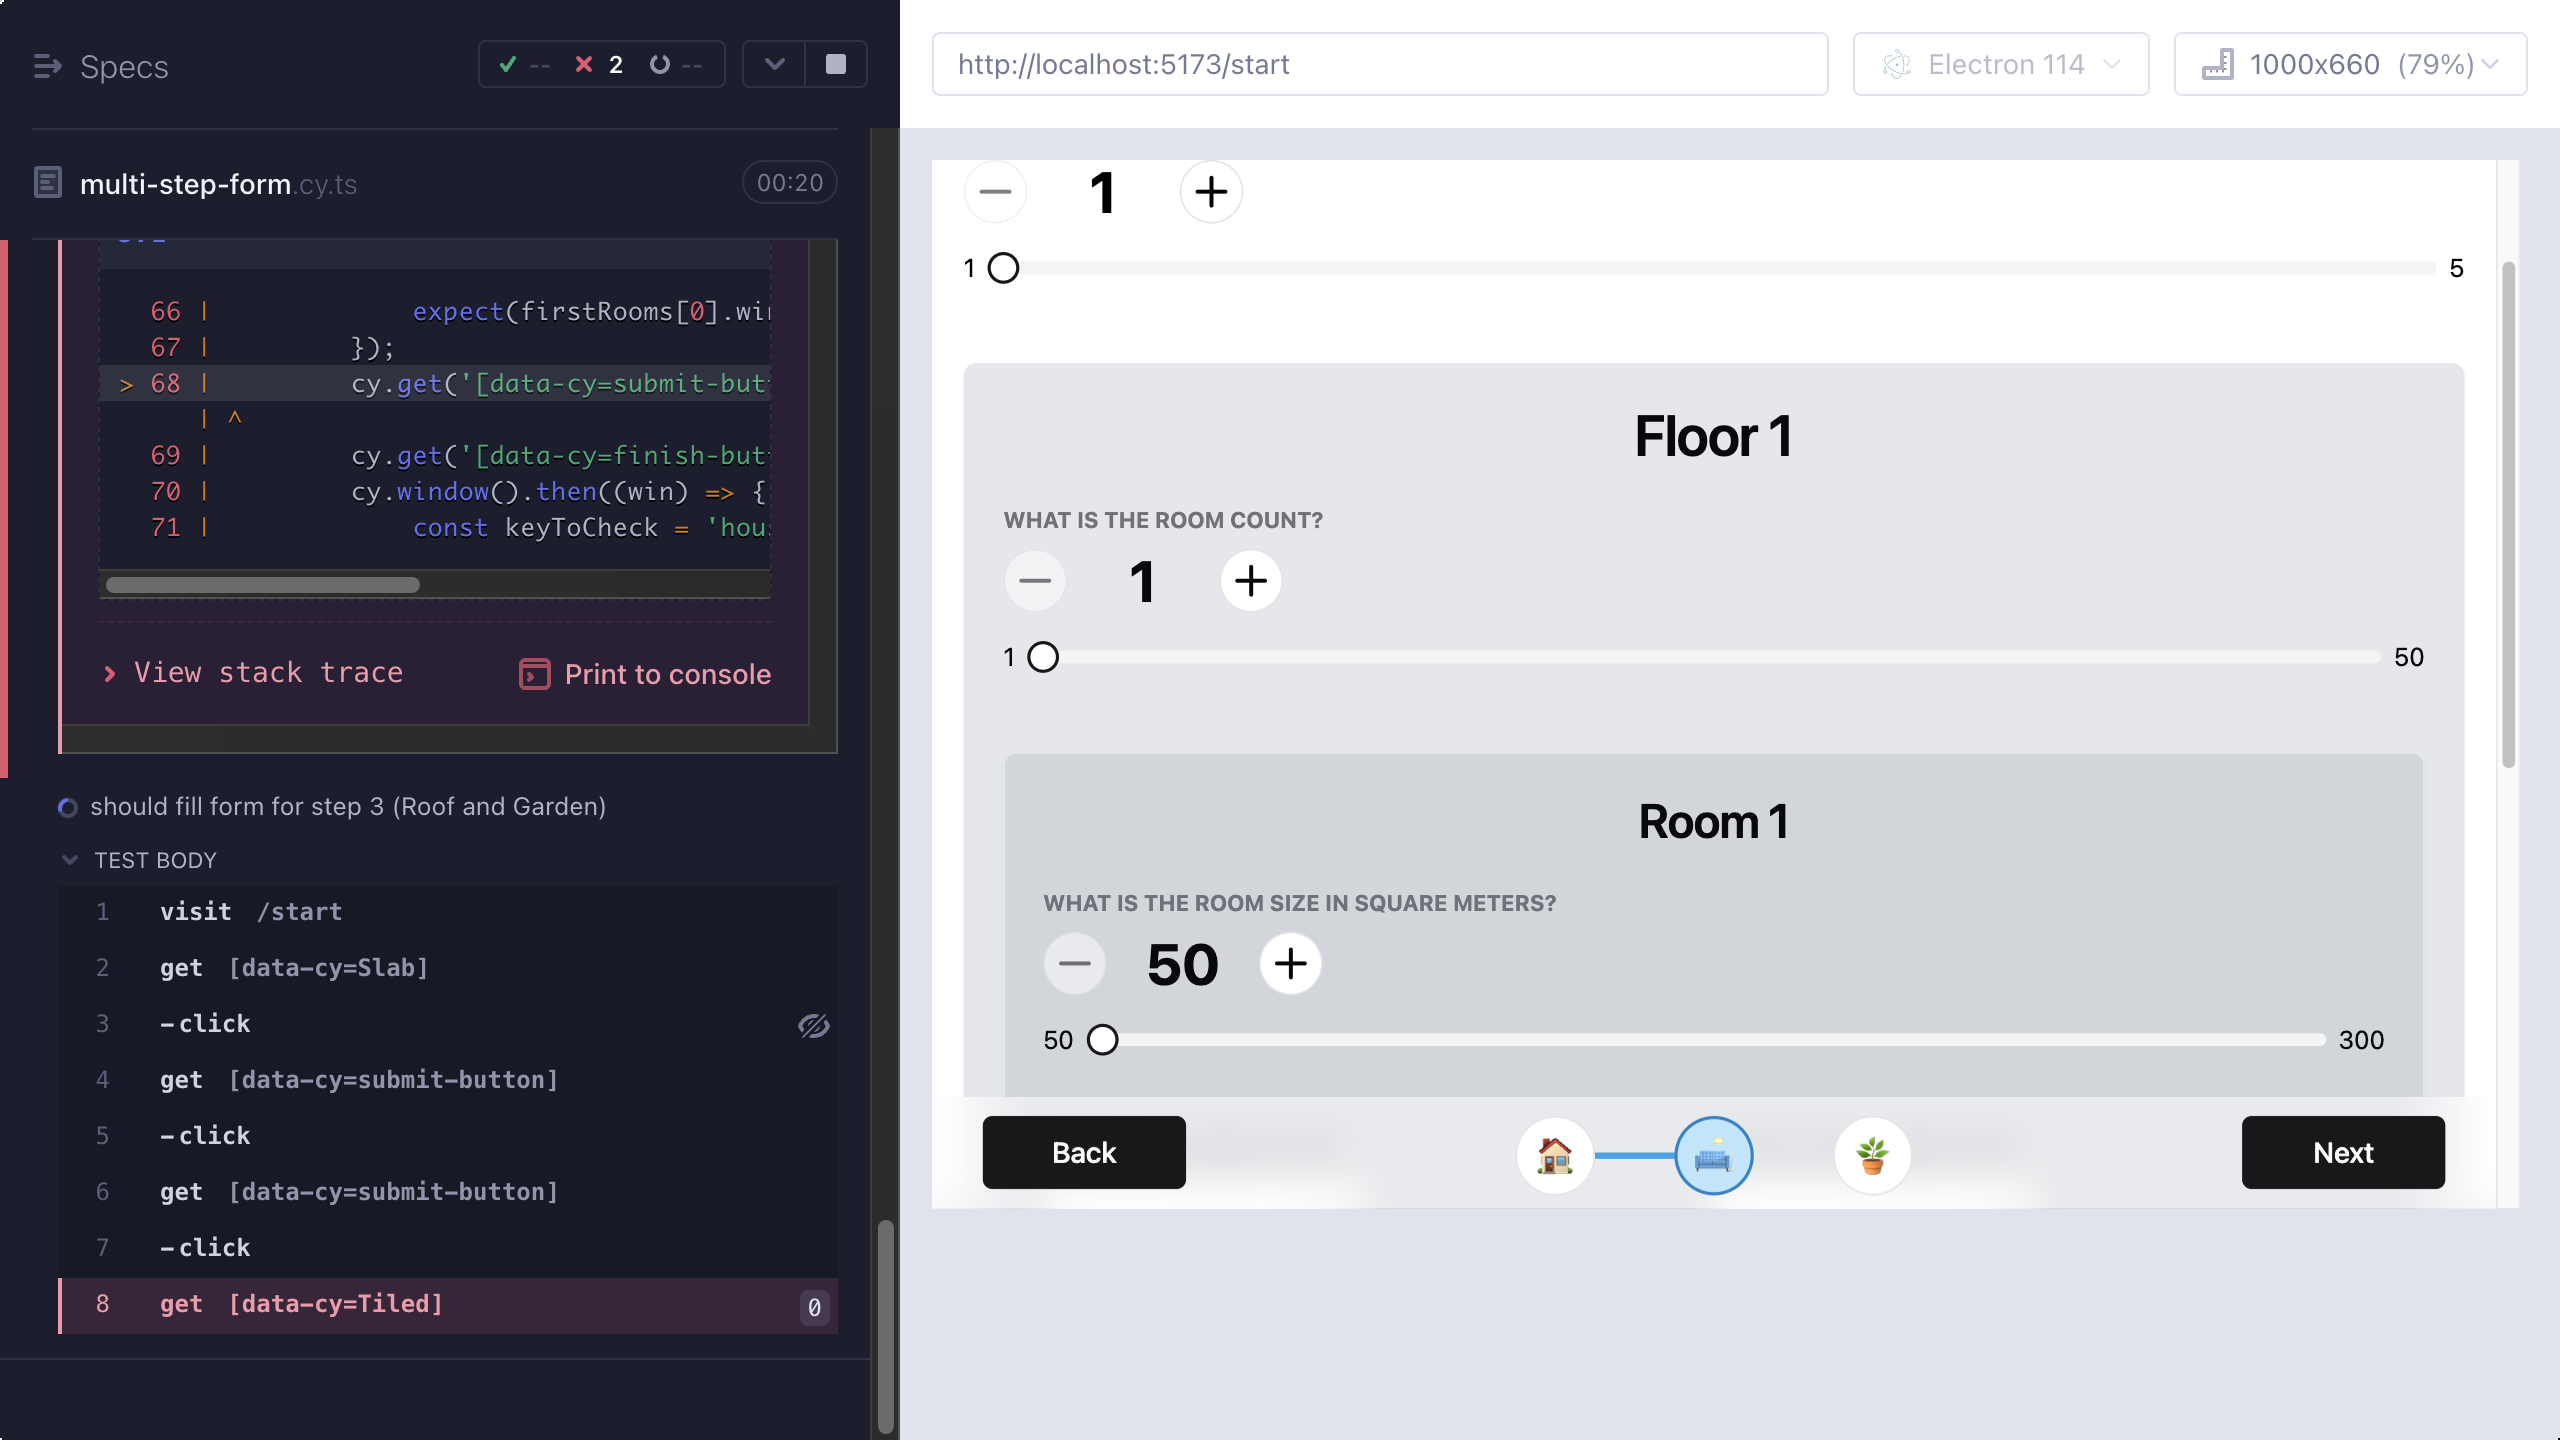 Specs
-- 2 --
http://localhost:5173/start
Electron 114
1000x660 (79%)
multi-step-form.cy.ts
00:20
66 | expect(firstRooms[0].wi
67 | });
> 68 | cy.get('[data-cy=submit-but
| ^
69 | cy.get('[data-cy=finish-but
70 | cy.window().then((win) => {
71 | const keyToCheck = 'hou
View stack trace
Print to console
should fill form for step 3 (Roof and Garden)
TEST BODY
1 visit /start
2 get [data-cy=Slab]
3 -click
4 get [data-cy=submit-button]
5 -click
6 get [data-cy=submit-button]
7 -click
8 get [data-cy=Tiled] 0
1
1 5
Floor 1
WHAT IS THE ROOM COUNT?
1
1 50
Room 1
WHAT IS THE ROOM SIZE IN SQUARE METERS?
50
50 300
Back
Next